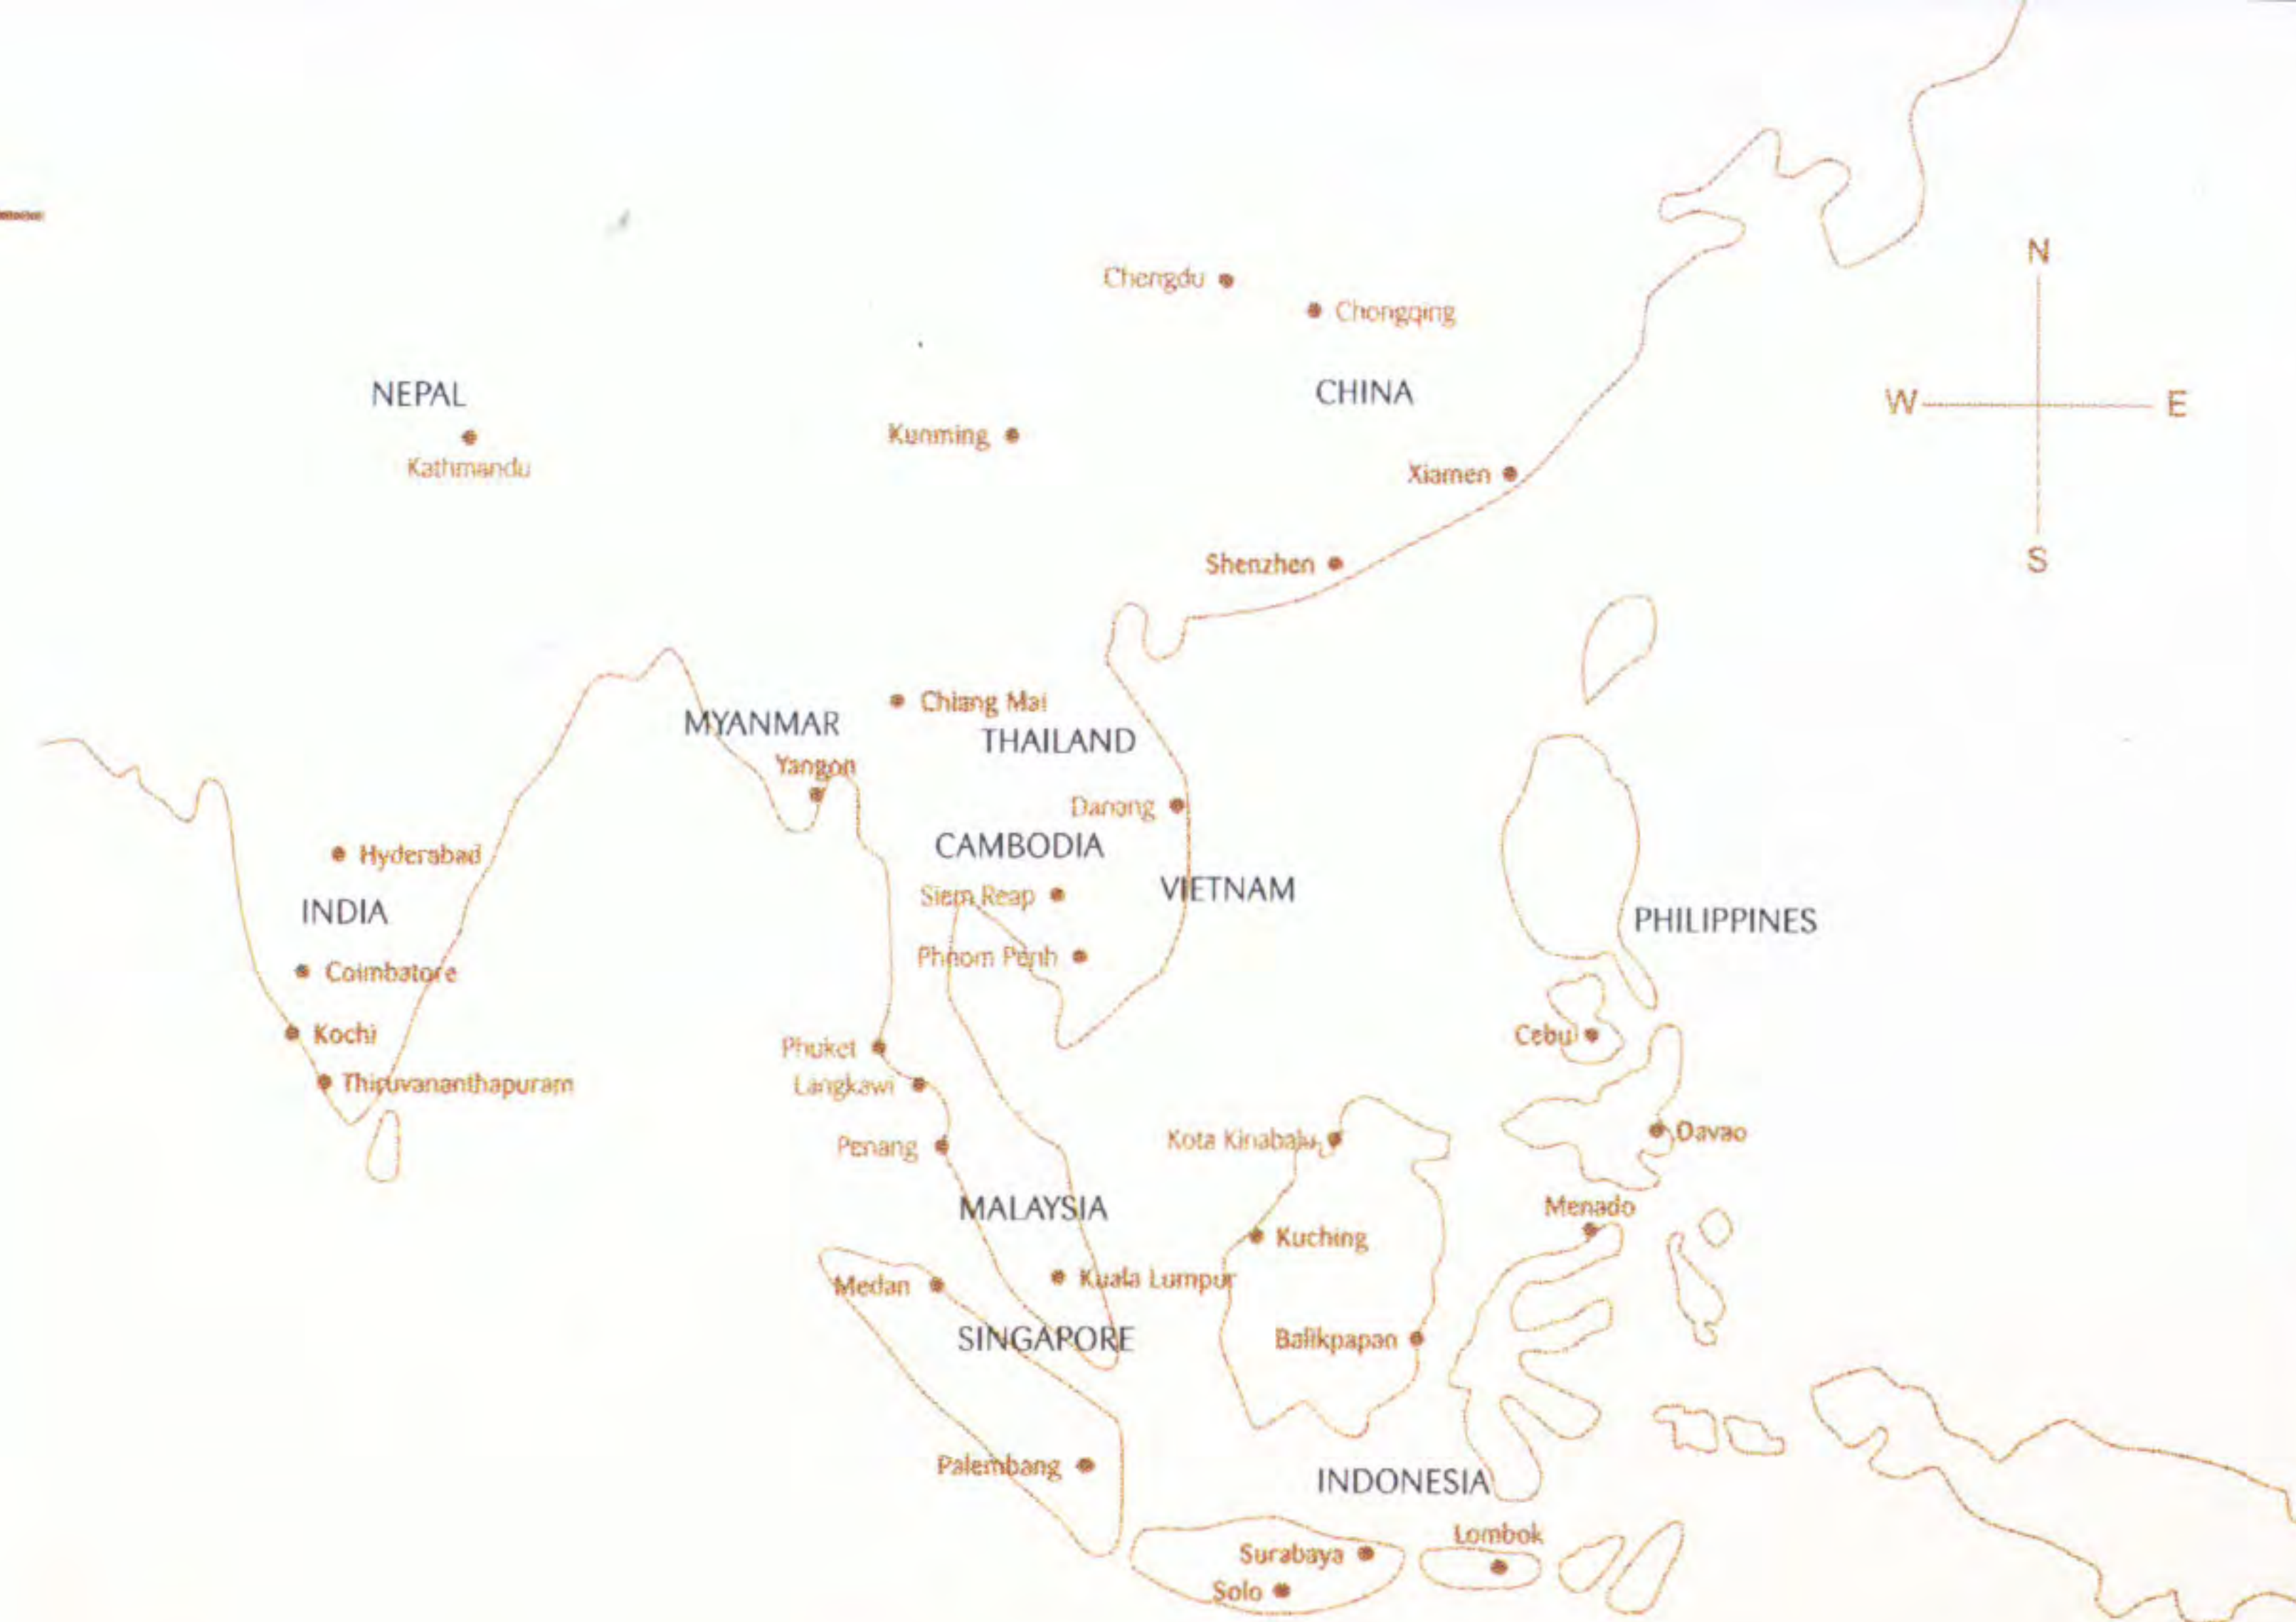 N
Chengdu
Chongqing
NEPAL
CHINA
W
E
Kunming
Kathmandu
Xiamen
S
Shenzhen
Chiang Mai
MYANMAR
THAILAND
Yangon
Danang
CAMBODIA
Hyderabad
Siem Reap
VIETNAM
INDIA
PHILIPPINES
Phnom Penh
Coimbatore
Kochi
Cebu
Phuket
Langkawi
Thiruvananthapuram
Davao
Kota Kinabalu
Penang
Menado
MALAYSIA
Kuching
Kuala Lumpur
Medan
SINGAPORE
Balikpapan
Palembang
INDONESIA
Lombok
Surabaya
Solo